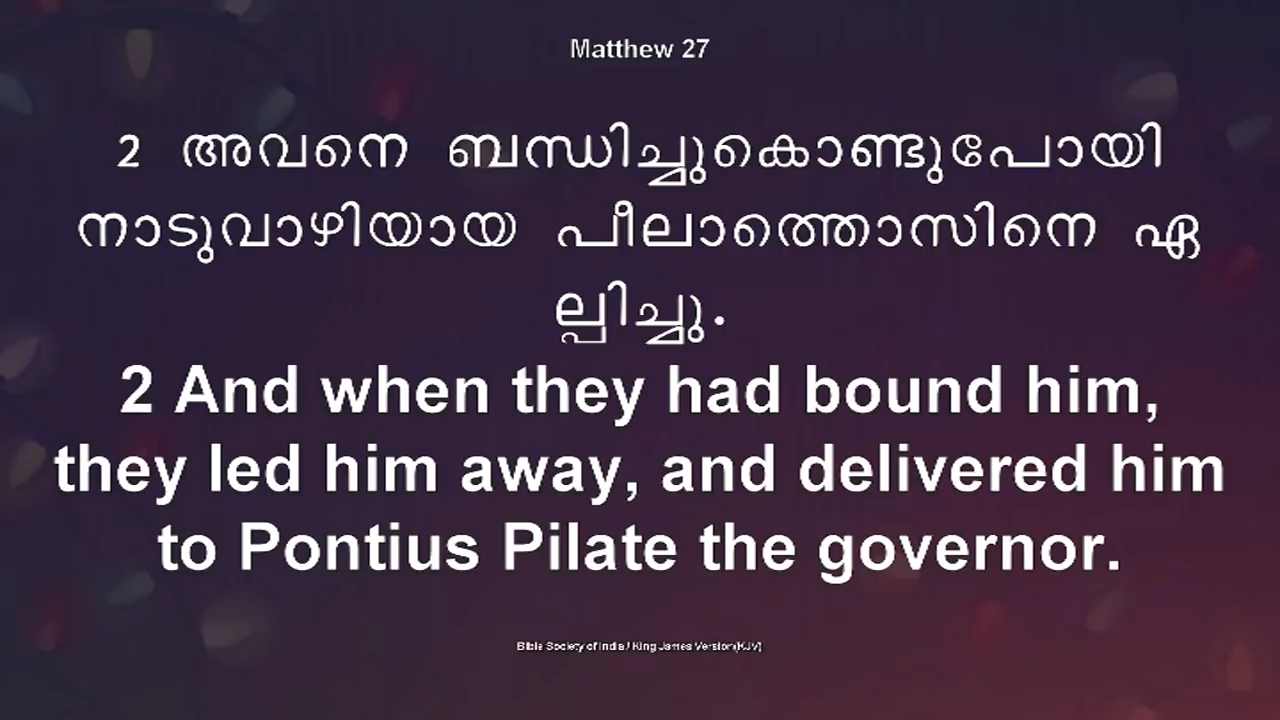 Matthew 27
2 അവനെ ബന്ധിച്ചുകൊണ്ടുപോയി
നാടുവാഴിയായ പീലാത്തൊസിനെ ഏ
ല്പിച്ചു.
2 And when they had bound him,
they led him away, and delivered him
to Pontius Pilate the governor.
Bible Society of India / King James Version(KJV)